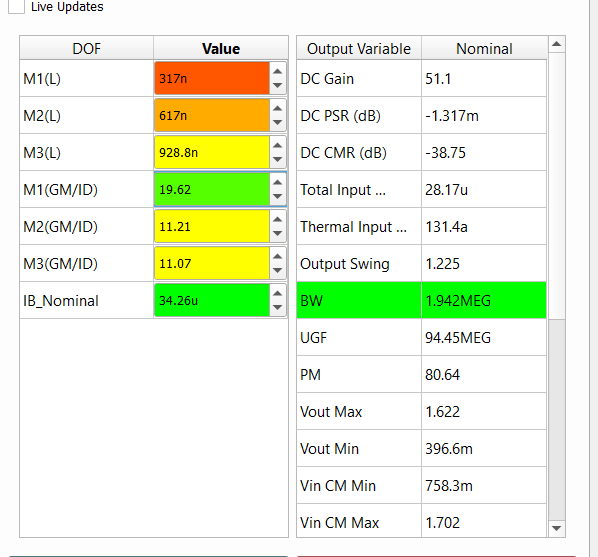 Live Updates
DOF Value
M1(L) 317n
M2(L) 617n
M3(L) 928.8n
M1(GM/ID) 19.62
M2(GM/ID) 11.21
M3(GM/ID) 11.07
IB_Nominal 34.26u
Output Variable Nominal
DC Gain 51.1
DC PSR (dB) -1.317m
DC CMR (dB) -38.75
Total Input ... 28.17u
Thermal Input ... 131.4a
Output Swing 1.225
BW 1.942MEG
UGF 94.45MEG
PM 80.64
Vout Max 1.622
Vout Min 396.6m
Vin CM Min 758.3m
Vin CM Max 1.702